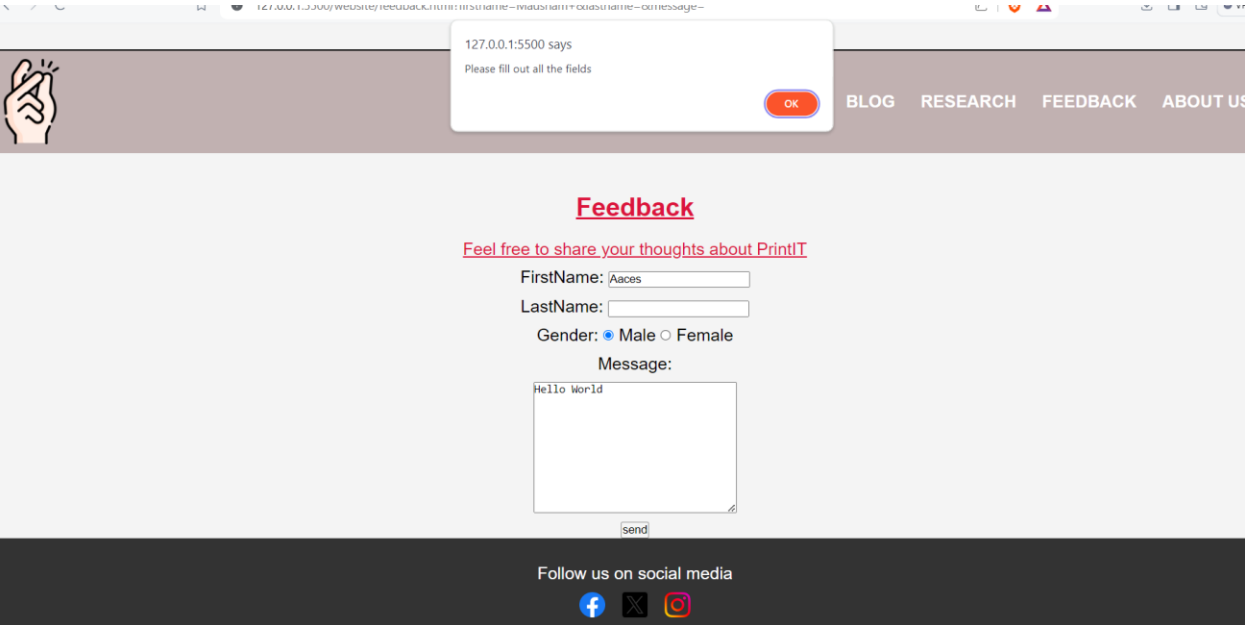 127.0.0.1:5500 says
Please fill out all the fields
OK
BLOG RESEARCH FEEDBACK ABOUT US
Feedback
Feel free to share your thoughts about PrintIT
FirstName: Aaces
LastName:
Gender: Male Female
Message:
Hello World
send
Follow us on social media